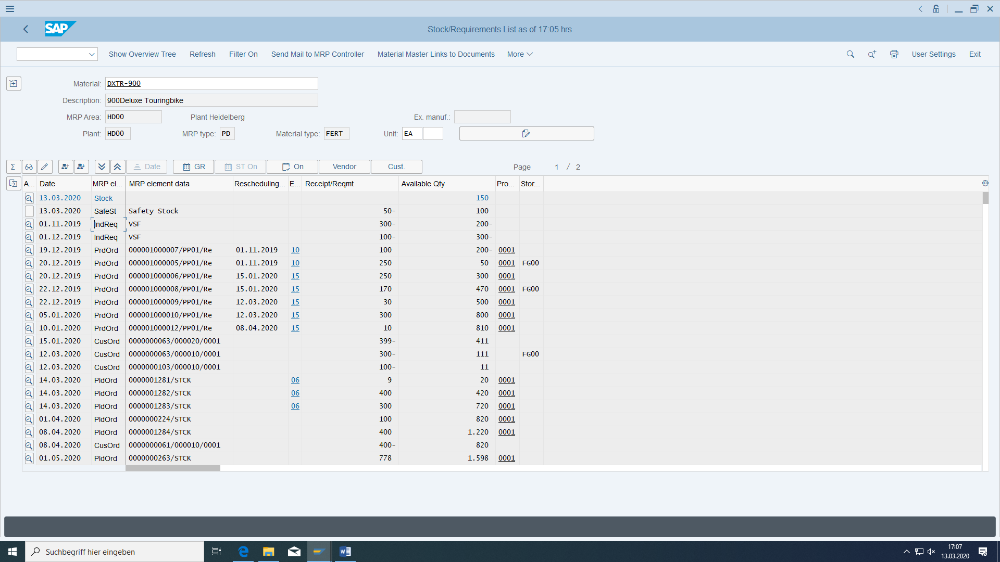 SAP
Stock/Requirements List as of 17:05 hrs
Show Overview Tree Refresh Filter On Send Mail to MRP Controller Material Master Links to Documents More User Settings Exit
Material: DXTR-900
Description: 900Deluxe Touringbike
MRP Area: HD00 Plant Heidelberg Ex. manuf.:
Plant: HD00 MRP type: PD Material type: FERT Unit: EA
Σ Date GR ST On On Vendor Cust. Page 1 / 2
A... Date MRP el... MRP element data Rescheduling... E... Receipt/Reqmt Available Qty Pro... Stor...
13.03.2020 Stock 150
13.03.2020 SafeSt Safety Stock 50- 100
01.11.2019 IndReq VSF 300- 200-
01.12.2019 IndReq VSF 100- 300-
19.12.2019 PrdOrd 000001000007/PP01/Re 01.11.2019 10 100 200- 0001
20.12.2019 PrdOrd 000001000005/PP01/Re 01.11.2019 10 250 50 0001 FG00
20.12.2019 PrdOrd 000001000006/PP01/Re 15.01.2020 15 250 300 0001
22.12.2019 PrdOrd 000001000008/PP01/Re 15.01.2020 15 170 470 0001 FG00
22.12.2019 PrdOrd 000001000009/PP01/Re 12.03.2020 15 30 500 0001
05.01.2020 PrdOrd 000001000010/PP01/Re 12.03.2020 15 300 800 0001
10.01.2020 PrdOrd 000001000012/PP01/Re 08.04.2020 15 10 810 0001
15.01.2020 CusOrd 0000000063/000020/0001 399- 411
12.03.2020 CusOrd 0000000063/000010/0001 300- 111 FG00
12.03.2020 CusOrd 0000000103/000010/0001 100- 11
14.03.2020 PldOrd 0000001281/STCK 06 9 20 0001
14.03.2020 PldOrd 0000001282/STCK 06 400 420 0001
14.03.2020 PldOrd 0000001283/STCK 06 300 720 0001
01.04.2020 PldOrd 0000000224/STCK 100 820 0001
08.04.2020 PldOrd 0000001284/STCK 400 1.220 0001
08.04.2020 CusOrd 0000000061/000010/0001 400- 820
01.05.2020 PldOrd 0000000263/STCK 778 1.598 0001
Suchbegriff hier eingeben
17:07
13.03.2020